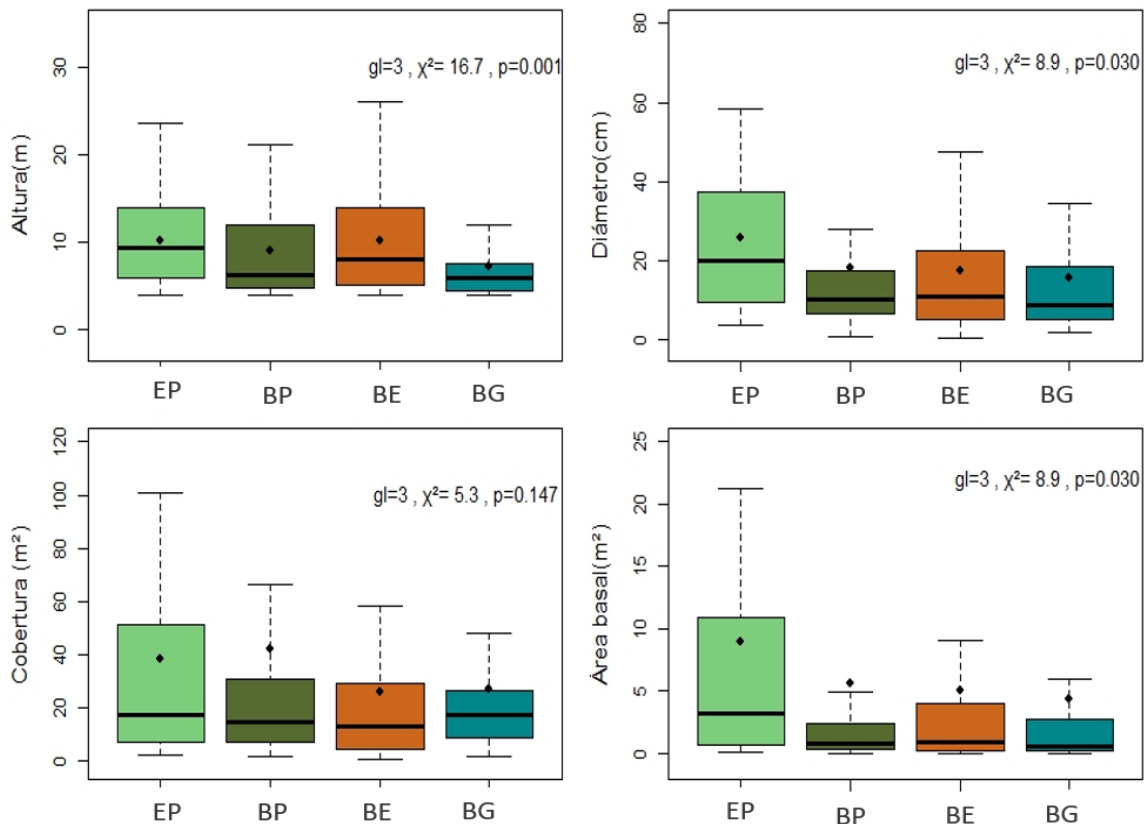 Altura(m)
30
20
10
0
gl=3 , χ²= 16.7 , p=0.001
EP BP BE BG
Diámetro(cm)
80
60
40
20
0
gl=3 , χ²= 8.9 , p=0.030
EP BP BE BG
Cobertura (m²)
120
100
80
60
40
20
0
gl=3 , χ²= 5.3 , p=0.147
EP BP BE BG
Área basal(m²)
25
20
15
10
5
0
gl=3 , χ²= 8.9 , p=0.030
EP BP BE BG